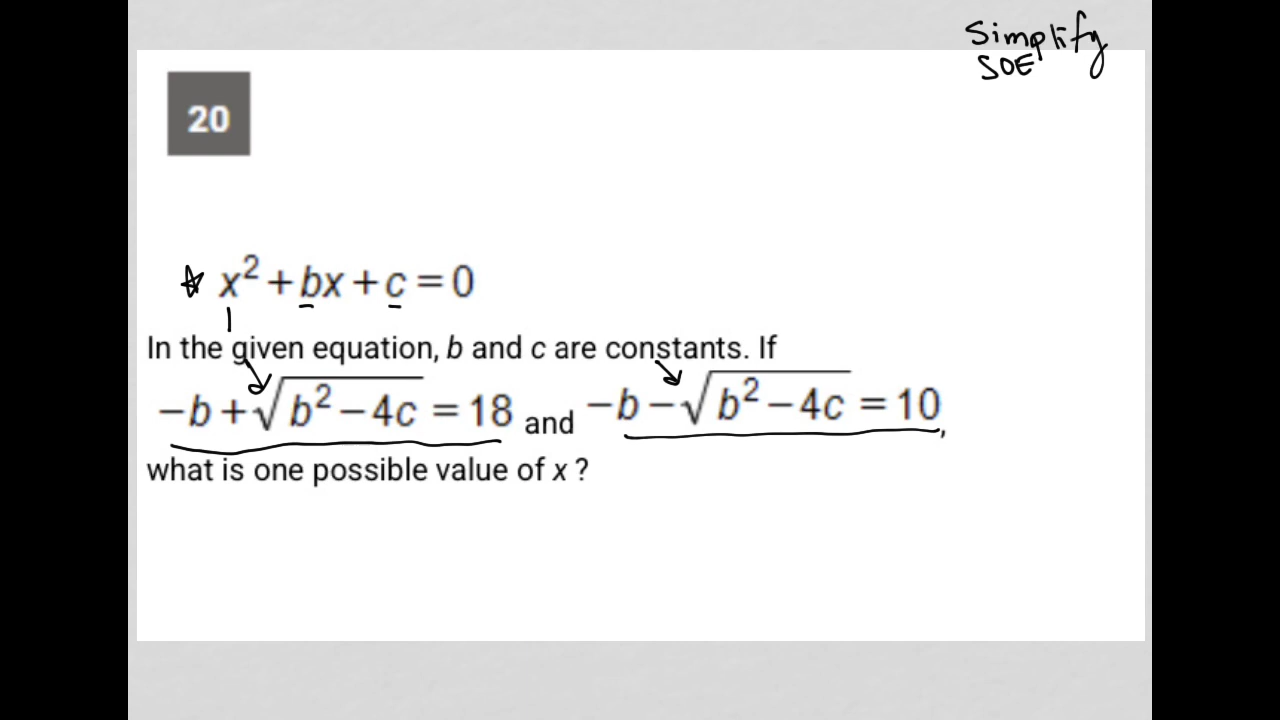 Simplify
SOE
20
x² + bx + c = 0
1
In the given equation, b and c are constants. If
−b + √(b² − 4c) = 18 and −b − √(b² − 4c) = 10,
what is one possible value of x ?